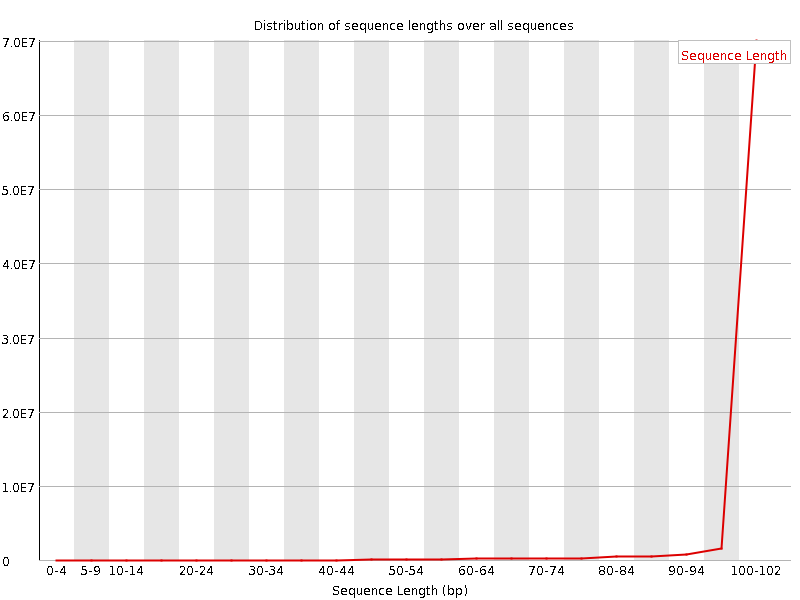 Distribution of sequence lengths over all sequences
7.0E7
Sequence Length
6.0E7
5.0E7
4.0E7
3.0E7
2.0E7
1.0E7
0
0-4 5-9 10-14 20-24 30-34 40-44 50-54 60-64 70-74 80-84 90-94 100-102
Sequence Length (bp)